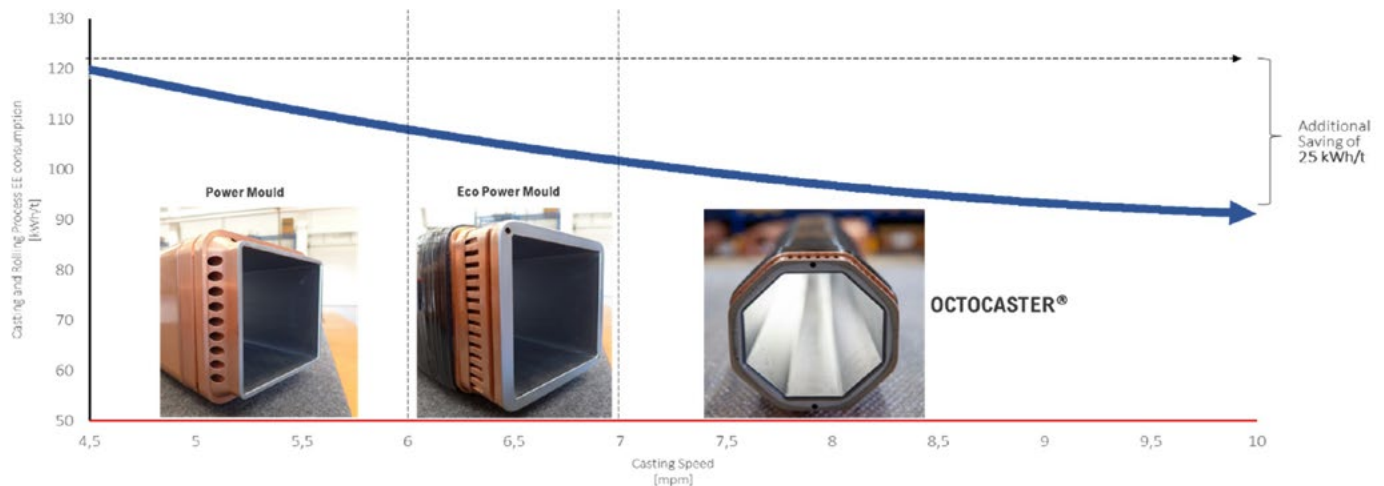 130
120
110
100
90
80
70
60
50
Casting and Rolling Process EE consumption
[kWh/t]
Power Mould
Eco Power Mould
OCTOCASTER®
Additional
Saving of
25 kWh/t
4,5
5
5,5
6
6,5
7
7,5
8
8,5
9
9,5
10
Casting Speed
[mpm]